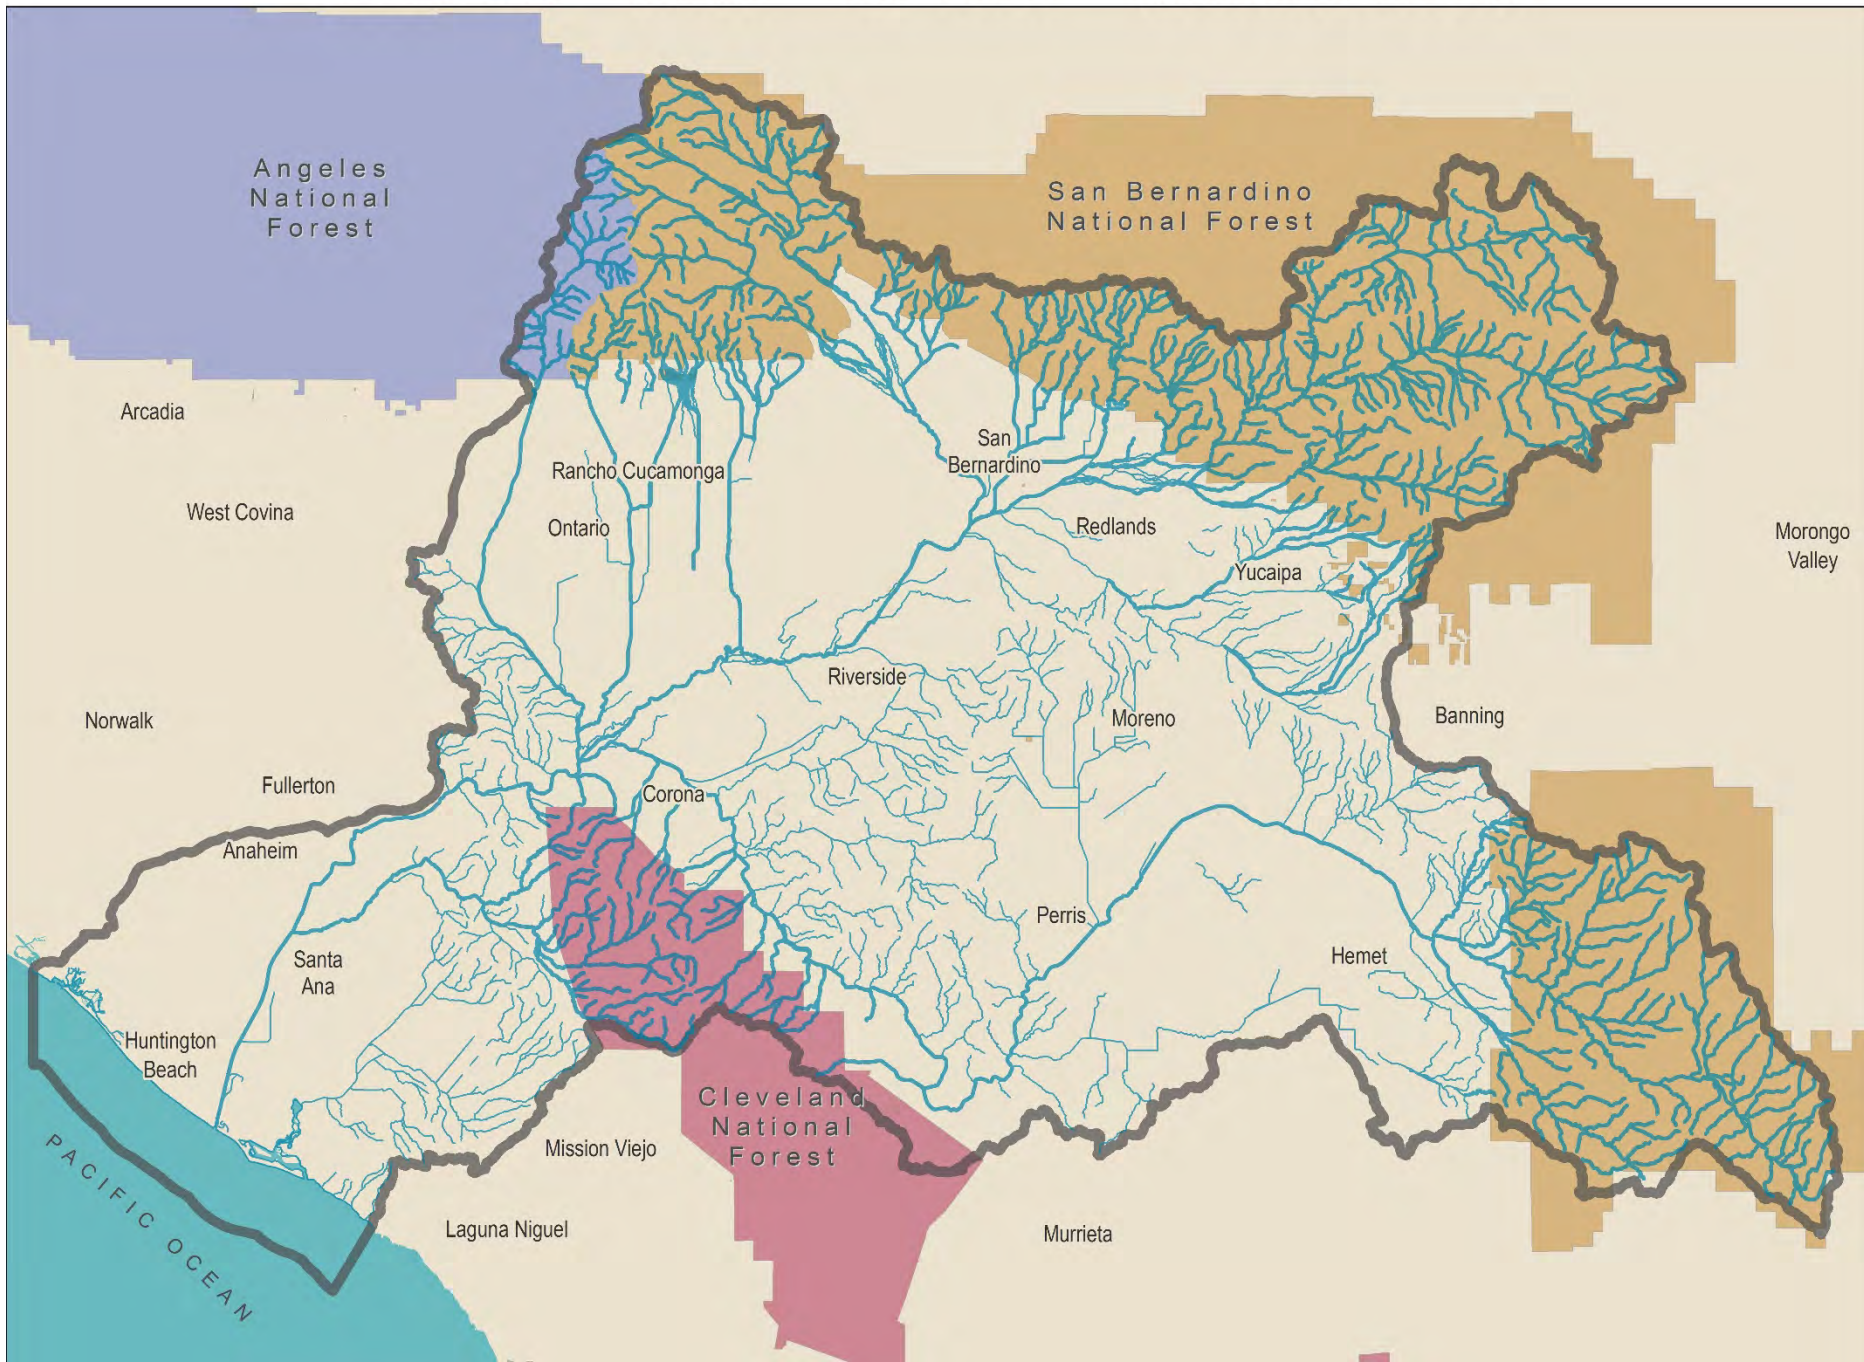 Angeles
National
Forest
San Bernardino
National Forest
Arcadia
San
Bernardino
Rancho Cucamonga
West Covina
Ontario
Redlands
Morongo
Valley
Yucaipa
Riverside
Norwalk
Moreno
Banning
Fullerton
Corona
Anaheim
Perris
Santa
Ana
Hemet
Huntington
Beach
Cleveland
National
Forest
Mission Viejo
PACIFIC OCEAN
Laguna Niguel
Murrieta